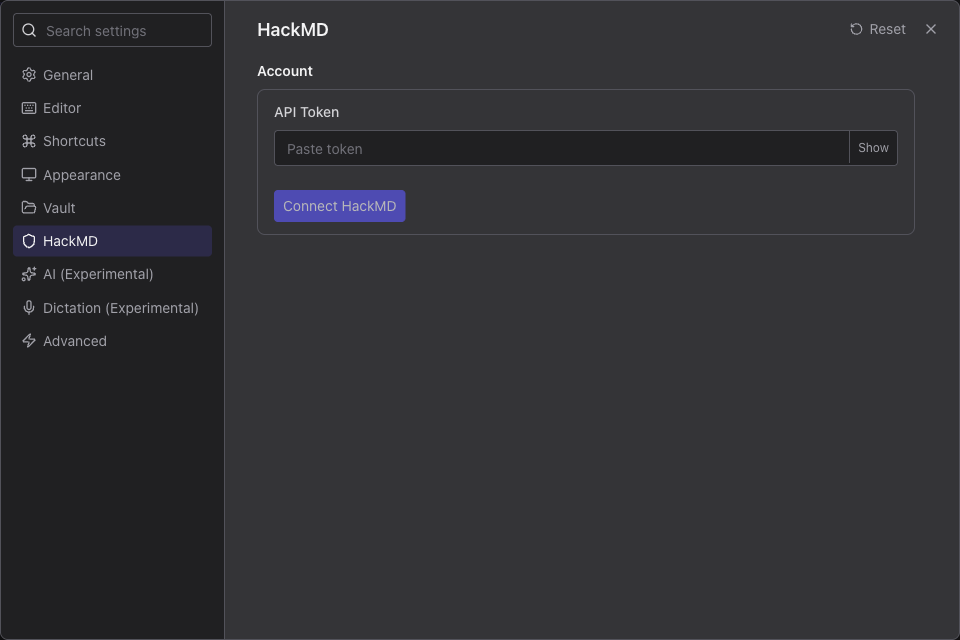 Search settings
General
Editor
Shortcuts
Appearance
Vault
HackMD
AI (Experimental)
Dictation (Experimental)
Advanced
HackMD
Reset
Account
API Token
Paste token
Show
Connect HackMD